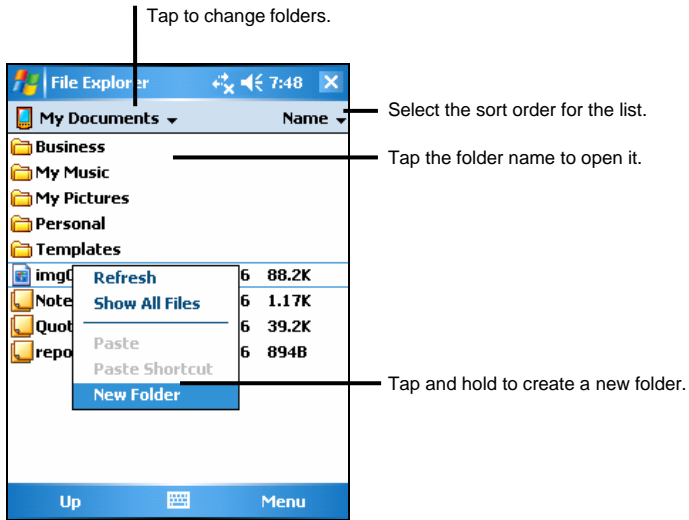 Tap to change folders.
File Explorer 7:48
My Documents Name
Select the sort order for the list.
Business
Tap the folder name to open it.
My Music
My Pictures
Personal
Templates
6 88.2K
Refresh
Note 6 1.17K
Show All Files
Quot 6 39.2K
Paste
repo 6 894B
Paste Shortcut
New Folder
Tap and hold to create a new folder.
Up Menu